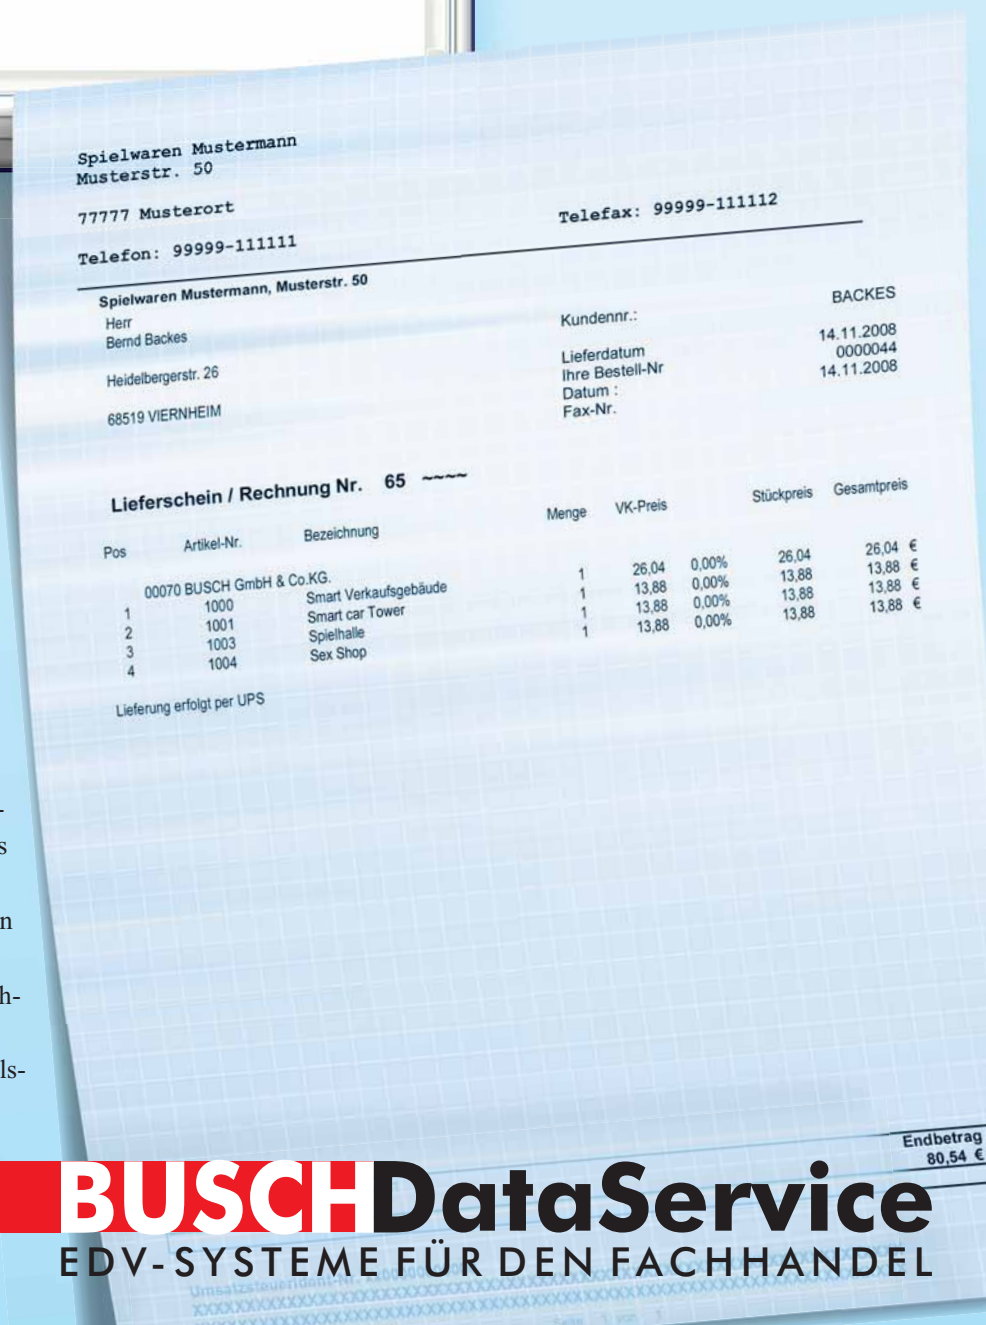 Spielwaren Mustermann
Musterstr. 50
77777 Musterort
Telefon: 99999-111111 Telefax: 99999-111112
Spielwaren Mustermann, Musterstr. 50
Herr
Bernd Backes
Heidelbergerstr. 26
68519 VIERNHEIM
Kundennr.: BACKES
Lieferdatum 14.11.2008
Ihre Bestell-Nr 0000044
Datum : 14.11.2008
Fax-Nr.
Lieferschein / Rechnung Nr. 65 ~~~~
Pos Artikel-Nr. Bezeichnung Menge VK-Preis Stückpreis Gesamtpreis
00070 BUSCH GmbH & Co.KG.
1 1000 Smart Verkaufsgebäude 1 26,04 0,00% 26,04 26,04 €
2 1001 Smart car Tower 1 13,88 0,00% 13,88 13,88 €
3 1003 Spielhalle 1 13,88 0,00% 13,88 13,88 €
4 1004 Sex Shop 1 13,88 0,00% 13,88 13,88 €
Lieferung erfolgt per UPS
-
s
n
h-
ls-
Endbetrag
80,54 €
BUSCHDataService
EDV-SYSTEME FÜR DEN FACHHANDEL
Seite 1 von 1